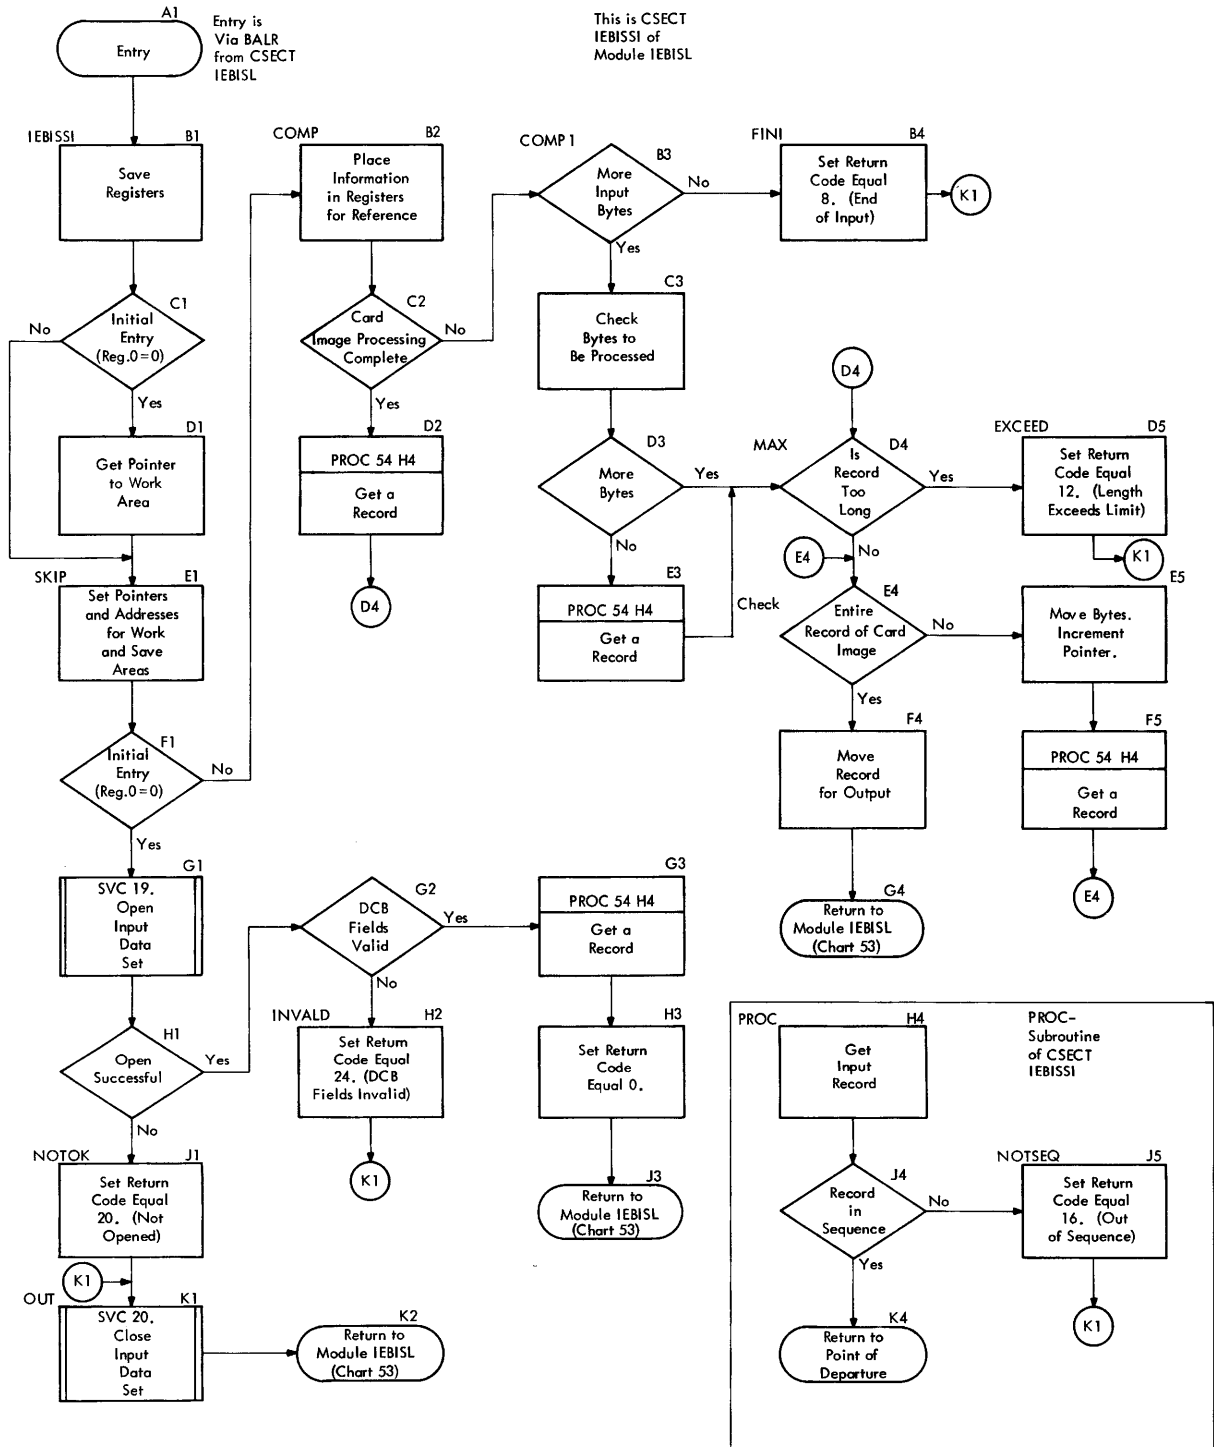 A1
Entry
Entry is
Via BALR
from CSECT
IEBISL
This is CSECT
IEBISSI of
Module IEBISL
IEBISSI
B1
Save
Registers
COMP
B2
Place
Information
in Registers
for Reference
COMP 1
B3
More
Input
Bytes
No
Yes
FINI
B4
Set Return
Code Equal
8. (End
of Input)
K1
C1
Initial
Entry
(Reg.0=0)
No
Yes
C2
Card
Image Processing
Complete
No
Yes
C3
Check
Bytes to
Be Processed
D4
D1
Get Pointer
to Work
Area
D2
PROC 54 H4
Get a
Record
D4
D3
More
Bytes
Yes
No
MAX
D4
Is
Record
Too
Long
Yes
No
EXCEED
D5
Set Return
Code Equal
12. (Length
Exceeds Limit)
K1
SKIP
E1
Set Pointers
and Addresses
for Work
and Save
Areas
E3
PROC 54 H4
Get a
Record
Check
E4
E4
Entire
Record of Card
Image
No
Yes
E5
Move Bytes.
Increment
Pointer.
F1
Initial
Entry
(Reg.0=0)
No
Yes
F4
Move
Record
for Output
F5
PROC 54 H4
Get a
Record
E4
G1
SVC 19.
Open
Input
Data
Set
G2
DCB
Fields
Valid
Yes
No
G3
PROC 54 H4
Get a
Record
G4
Return to
Module IEBISL
(Chart 53)
H1
Open
Successful
Yes
No
INVALD
H2
Set Return
Code Equal
24. (DCB
Fields Invalid)
K1
H3
Set Return
Code
Equal 0.
PROC
H4
Get
Input
Record
PROC-
Subroutine
of CSECT
IEBISSI
NOTOK
J1
Set Return
Code Equal
20. (Not
Opened)
J3
Return to
Module IEBISL
(Chart 53)
J4
Record
in
Sequence
No
Yes
NOTSEQ
J5
Set Return
Code Equal
16. (Out
of Sequence)
K1
K1
OUT
K1
SVC 20.
Close
Input
Data
Set
K2
Return to
Module IEBISL
(Chart 53)
K4
Return to
Point of
Departure